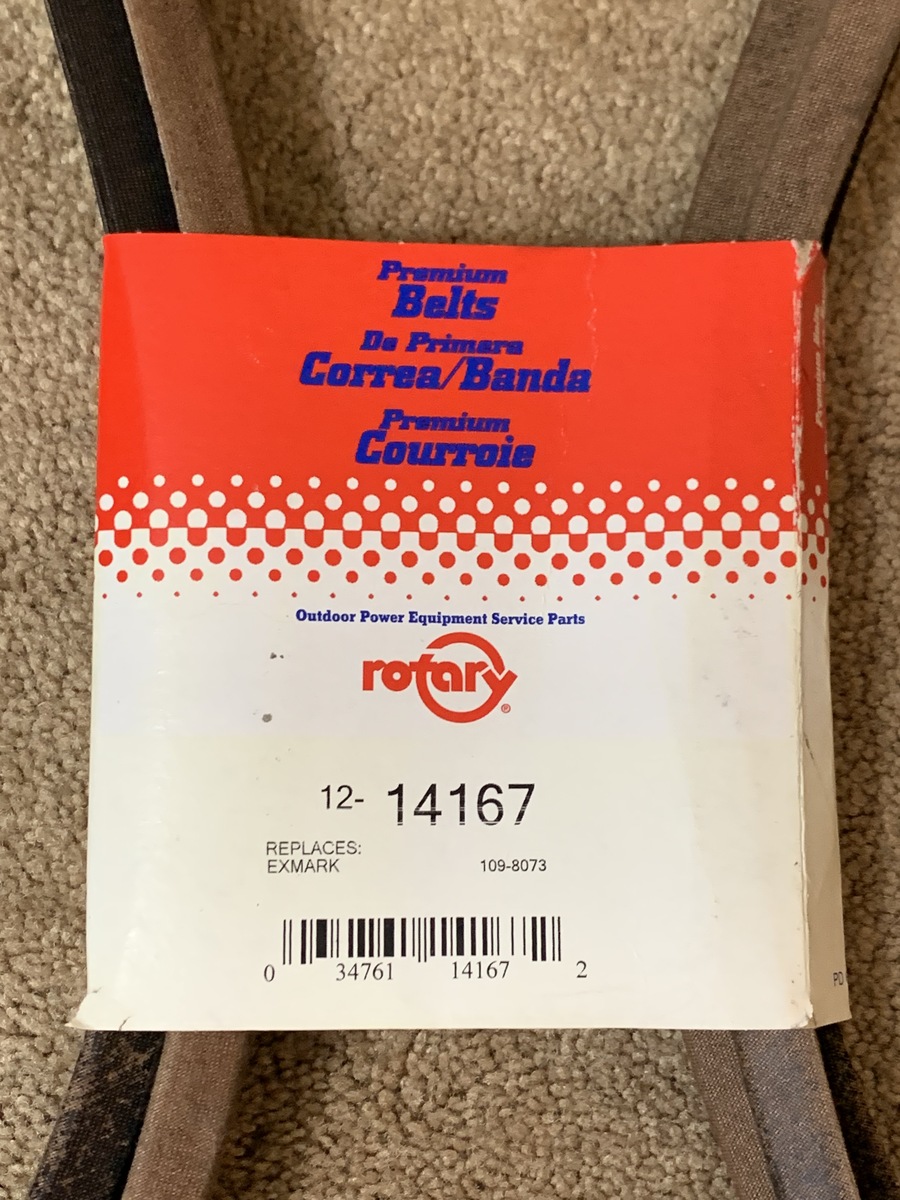 Premium
Belts
De Primera
Correa/Banda
Premium
Courroie
Outdoor Power Equipment Service Parts
rotary®
12- 14167
REPLACES:
EXMARK 109-8073
0 34761 14167 2
PD